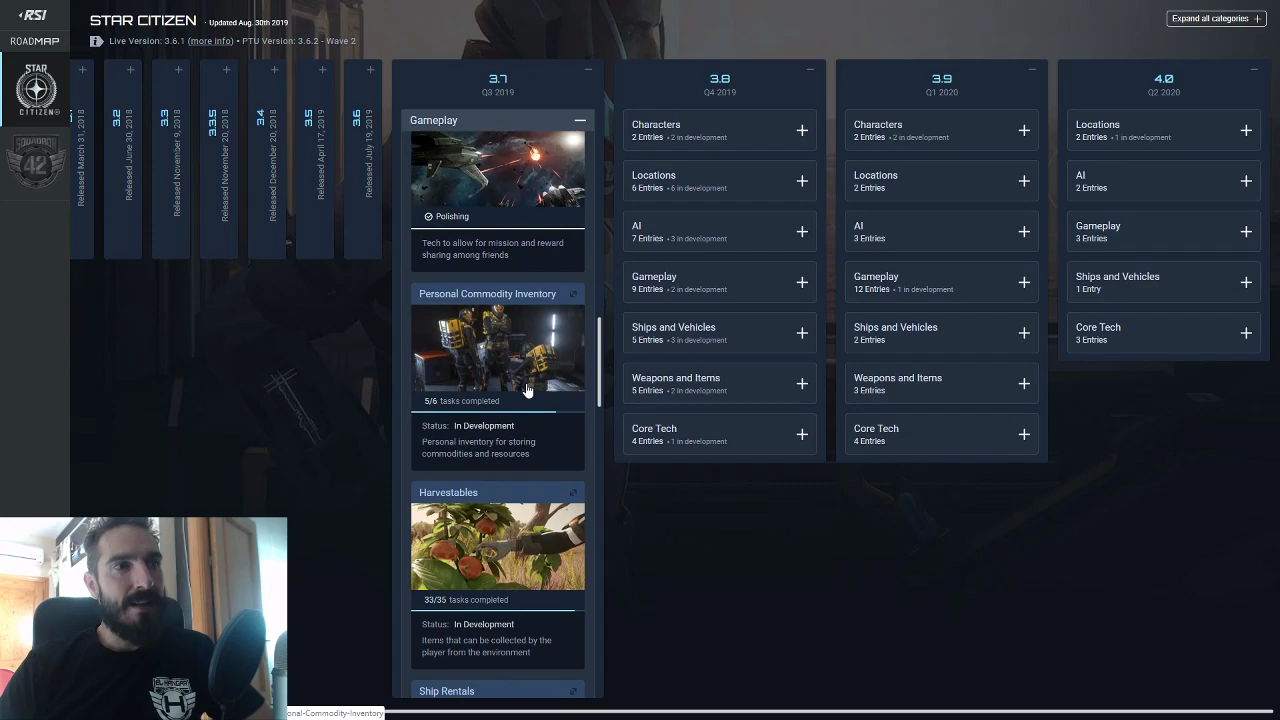 RSI
STAR CITIZEN • Updated Aug. 30th 2019
Expand all categories +
ROADMAP
Live Version: 3.6.1 (more info) • PTU Version: 3.6.2 - Wave 2
STAR
CITIZEN
SQUADRON
42
Released March 31, 2018
3.2
Released June 30, 2018
3.3
Released November 9, 2018
3.3.5
Released November 20, 2018
3.4
Released December 20, 2018
3.5
Released April 17, 2019
3.6
Released July 19, 2019
3.7
Q3 2019
Gameplay
Polishing
Tech to allow for mission and reward
sharing among friends
Personal Commodity Inventory
5/6 tasks completed
Status: In Development
Personal inventory for storing
commodities and resources
Harvestables
33/35 tasks completed
Status: In Development
Items that can be collected by the
player from the environment
Ship Rentals
3.8
Q4 2019
Characters
2 Entries • 2 in development
Locations
6 Entries • 6 in development
AI
7 Entries • 3 in development
Gameplay
9 Entries • 2 in development
Ships and Vehicles
5 Entries • 3 in development
Weapons and Items
5 Entries • 2 in development
Core Tech
4 Entries • 1 in development
3.9
Q1 2020
Characters
2 Entries • 2 in development
Locations
2 Entries
AI
3 Entries
Gameplay
12 Entries • 1 in development
Ships and Vehicles
2 Entries
Weapons and Items
3 Entries
Core Tech
4 Entries
4.0
Q2 2020
Locations
2 Entries • 1 in development
AI
2 Entries
Gameplay
3 Entries
Ships and Vehicles
1 Entry
Core Tech
3 Entries
onal-Commodity-Inventory